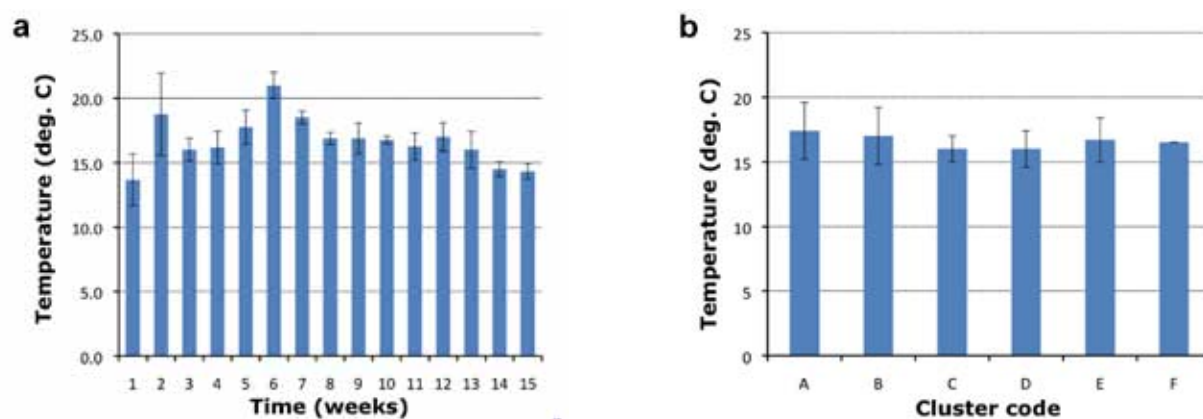 a
25.0
20.0
15.0
10.0
5.0
0.0
Temperature (deg. C)
1 2 3 4 5 6 7 8 9 10 11 12 13 14 15
Time (weeks)
b
25
20
15
10
5
0
Temperature (deg. C)
A B C D E F
Cluster code